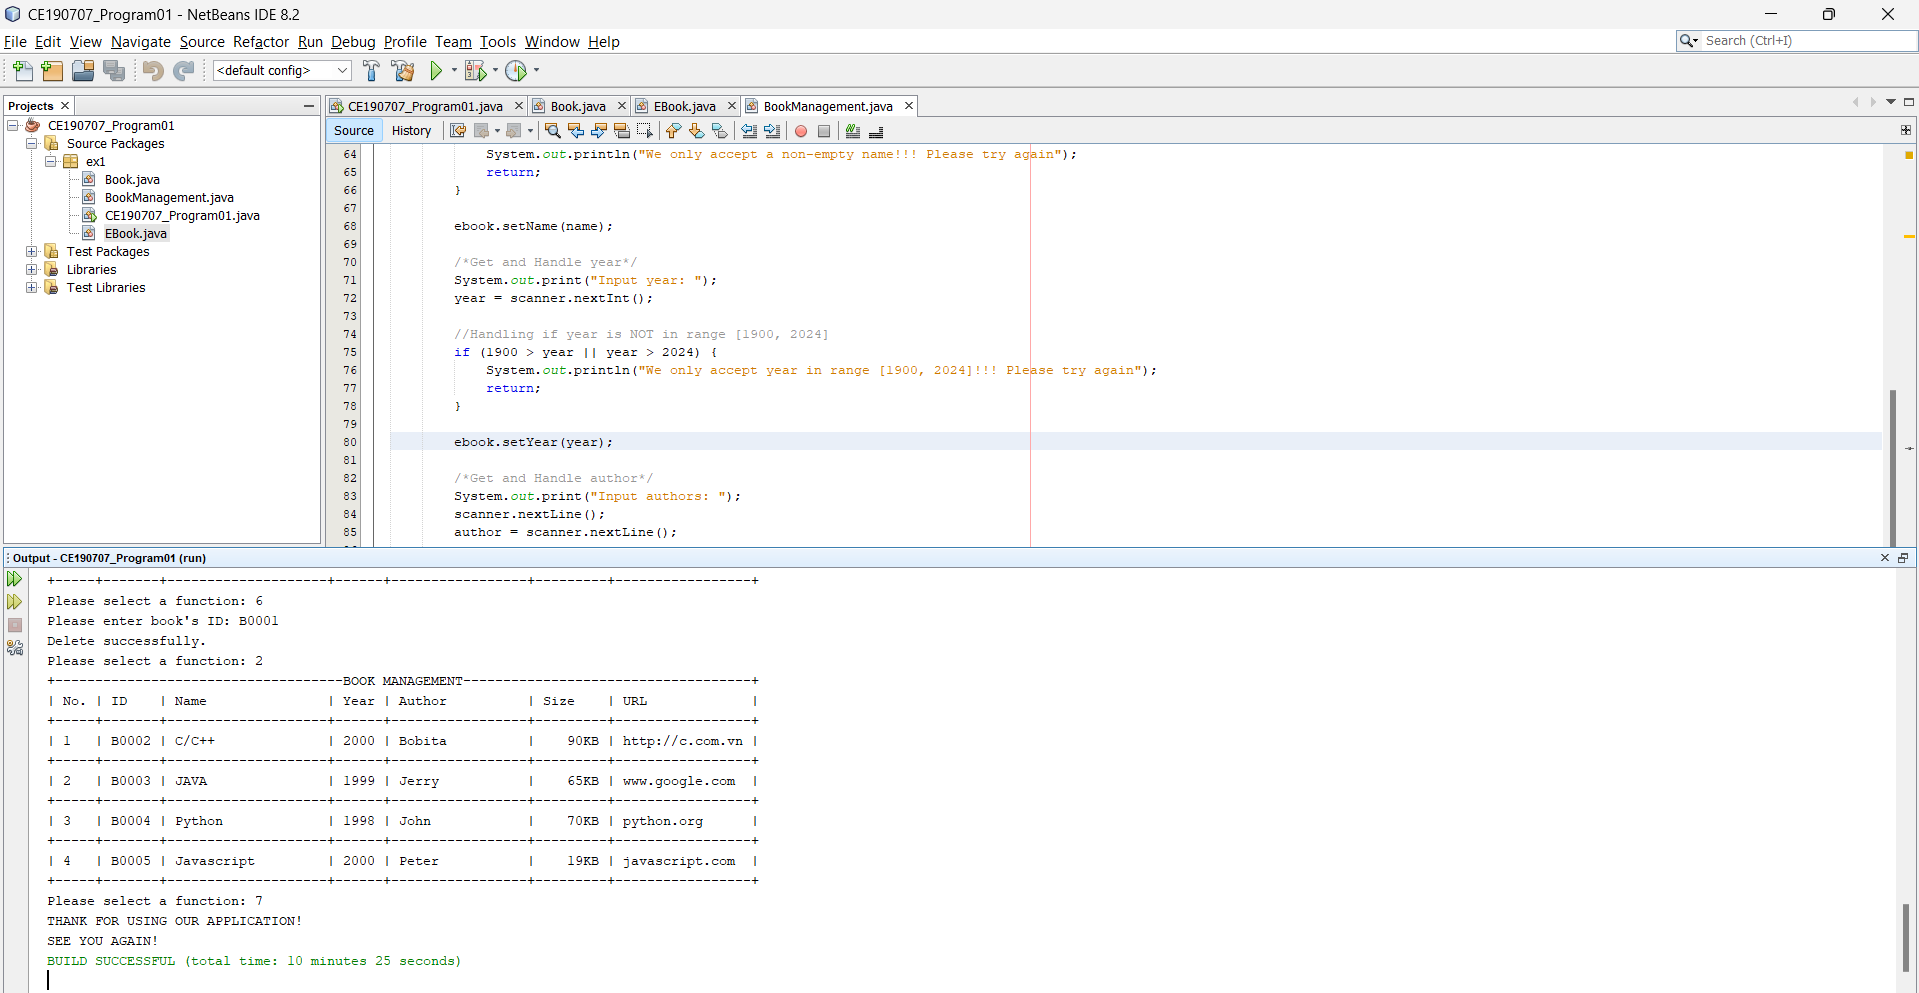 CE190707_Program01 - NetBeans IDE 8.2
File Edit View Navigate Source Refactor Run Debug Profile Team Tools Window Help
Search (Ctrl+I)
<default config>
Projects
CE190707_Program01
Source Packages
ex1
Book.java
BookManagement.java
CE190707_Program01.java
EBook.java
Test Packages
Libraries
Test Libraries
CE190707_Program01.java Book.java EBook.java BookManagement.java
Source History
64 System.out.println("We only accept a non-empty name!!! Please try again");
65 return;
66 }
67
68 ebook.setName(name);
69
70 /*Get and Handle year*/
71 System.out.print("Input year: ");
72 year = scanner.nextInt();
73
74 //Handling if year is NOT in range [1900, 2024]
75 if (1900 > year || year > 2024) {
76 System.out.println("We only accept year in range [1900, 2024]!!! Please try again");
77 return;
78 }
79
80 ebook.setYear(year);
81
82 /*Get and Handle author*/
83 System.out.print("Input authors: ");
84 scanner.nextLine();
85 author = scanner.nextLine();
Output - CE190707_Program01 (run)
+-----+-------+--------------------+------+-----------------+---------+-----------------+
Please select a function: 6
Please enter book's ID: B0001
Delete successfully.
Please select a function: 2
+------------------------------------BOOK MANAGEMENT------------------------------------+
| No. | ID    | Name               | Year | Author          | Size    | URL             |
+-----+-------+--------------------+------+-----------------+---------+-----------------+
| 1   | B0002 | C/C++              | 2000 | Bobita          |    90KB | http://c.com.vn |
+-----+-------+--------------------+------+-----------------+---------+-----------------+
| 2   | B0003 | JAVA               | 1999 | Jerry           |    65KB | www.google.com  |
+-----+-------+--------------------+------+-----------------+---------+-----------------+
| 3   | B0004 | Python             | 1998 | John            |    70KB | python.org      |
+-----+-------+--------------------+------+-----------------+---------+-----------------+
| 4   | B0005 | Javascript         | 2000 | Peter           |    19KB | javascript.com  |
+-----+-------+--------------------+------+-----------------+---------+-----------------+
Please select a function: 7
THANK FOR USING OUR APPLICATION!
SEE YOU AGAIN!
BUILD SUCCESSFUL (total time: 10 minutes 25 seconds)